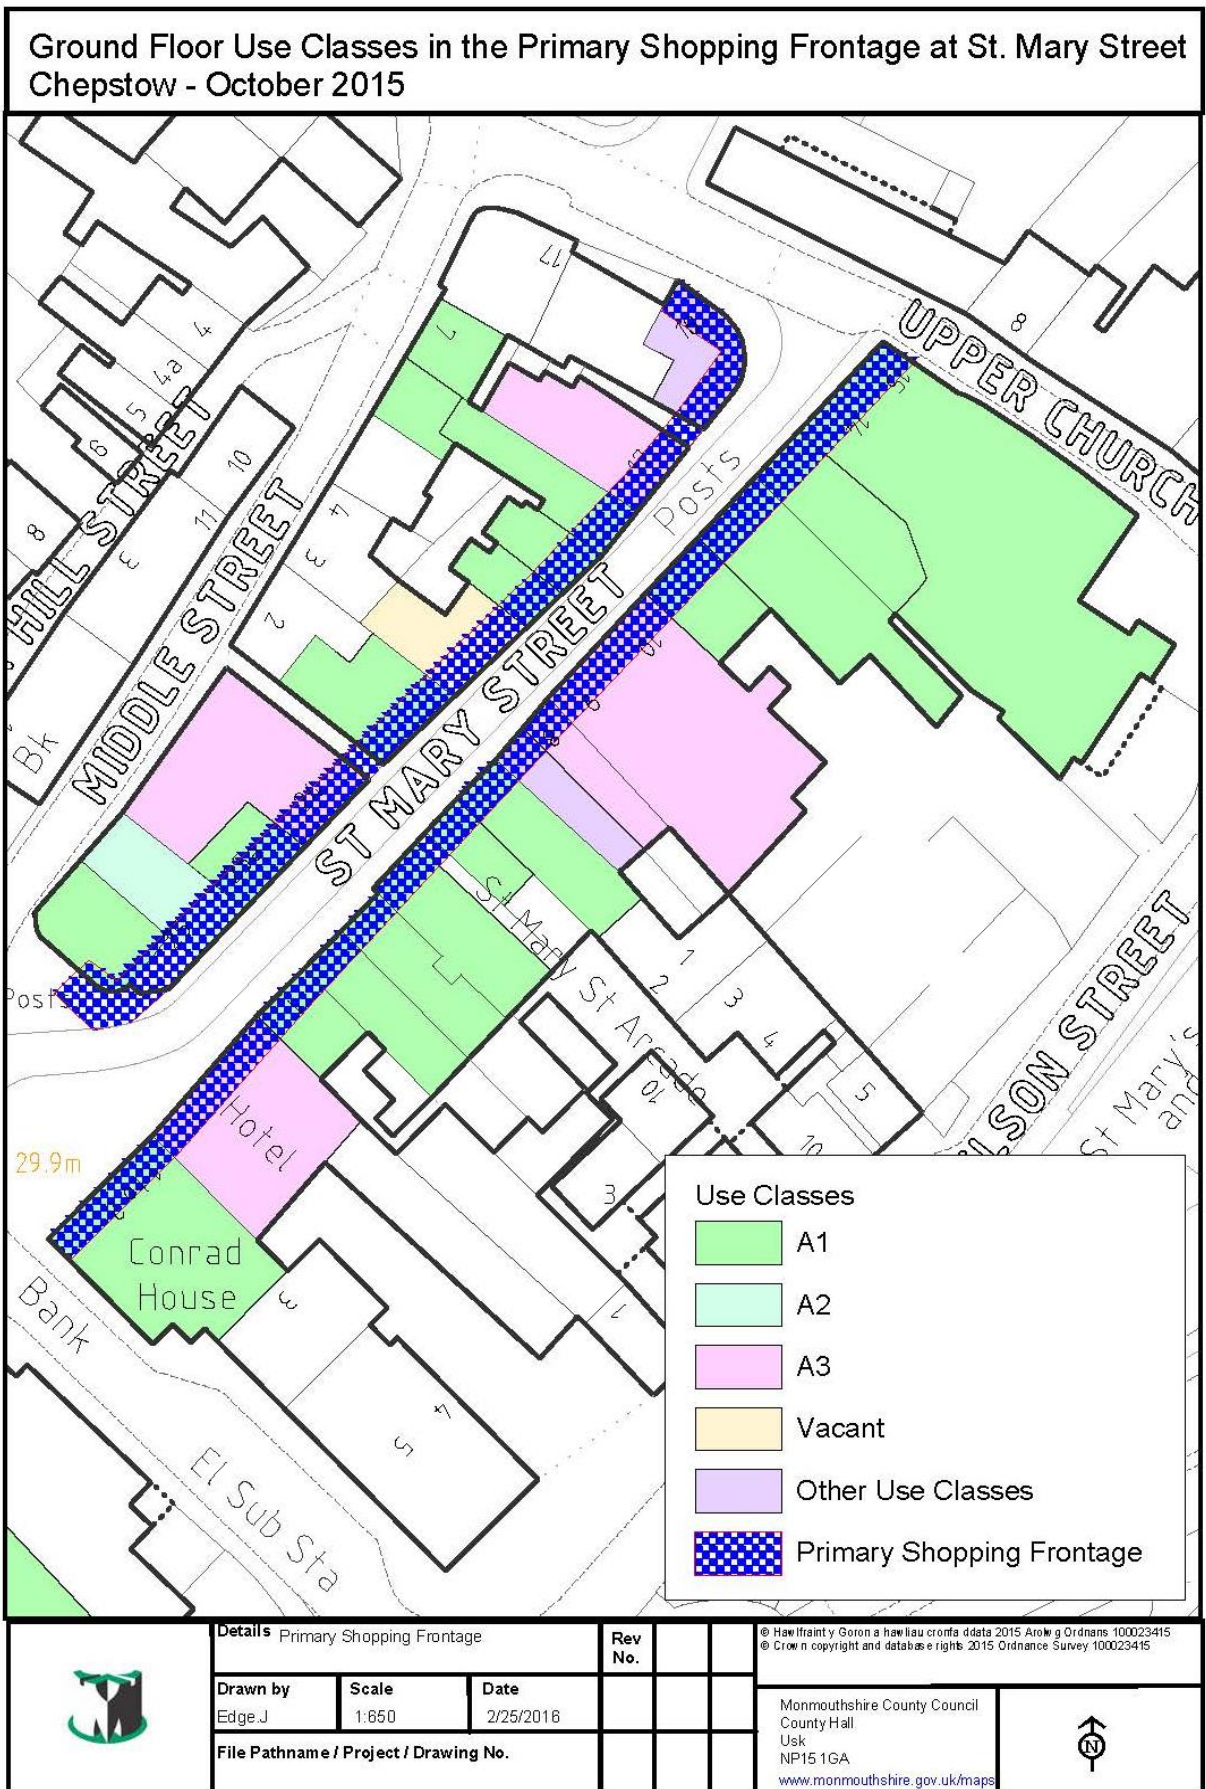 Ground Floor Use Classes in the Primary Shopping Frontage at St. Mary Street
Chepstow - October 2015
17
UPPER CHURCH
8
7
4
4a
5
6
HILL STREET
10
11
8
3
MIDDLE STREET
4
3
2
Posts
ST MARY STREET
10
9
Bk
Posts
St Mary St Arcade
1
2
3
4
5
10
10
3
1
WILSON STREET
St Mary's
and
Hotel
29.9m
Conrad
House
Bank
3
4
5
El Sub Sta
Use Classes
A1
A2
A3
Vacant
Other Use Classes
Primary Shopping Frontage
Details Primary Shopping Frontage
Rev
No.
Drawn by
Edge.J
Scale
1:650
Date
2/25/2016
File Pathname / Project / Drawing No.
© Hawlfraint y Goron a hawliau cronfa ddata 2015 Arolwg Ordnans 100023415
© Crown copyright and database rights 2015 Ordnance Survey 100023415
Monmouthshire County Council
County Hall
Usk
NP15 1GA
www.monmouthshire.gov.uk/maps
N